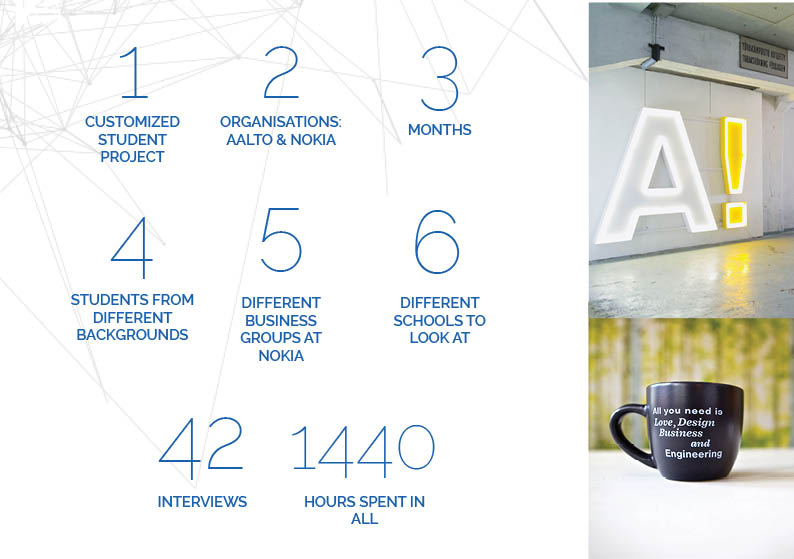 1
CUSTOMIZED
STUDENT
PROJECT
2
ORGANISATIONS:
AALTO & NOKIA
3
MONTHS
4
STUDENTS FROM
DIFFERENT
BACKGROUNDS
5
DIFFERENT
BUSINESS
GROUPS AT
NOKIA
6
DIFFERENT
SCHOOLS TO
LOOK AT
42
INTERVIEWS
1440
HOURS SPENT IN
ALL
A!
All you need is
Love, Design
Business
and
Engineering